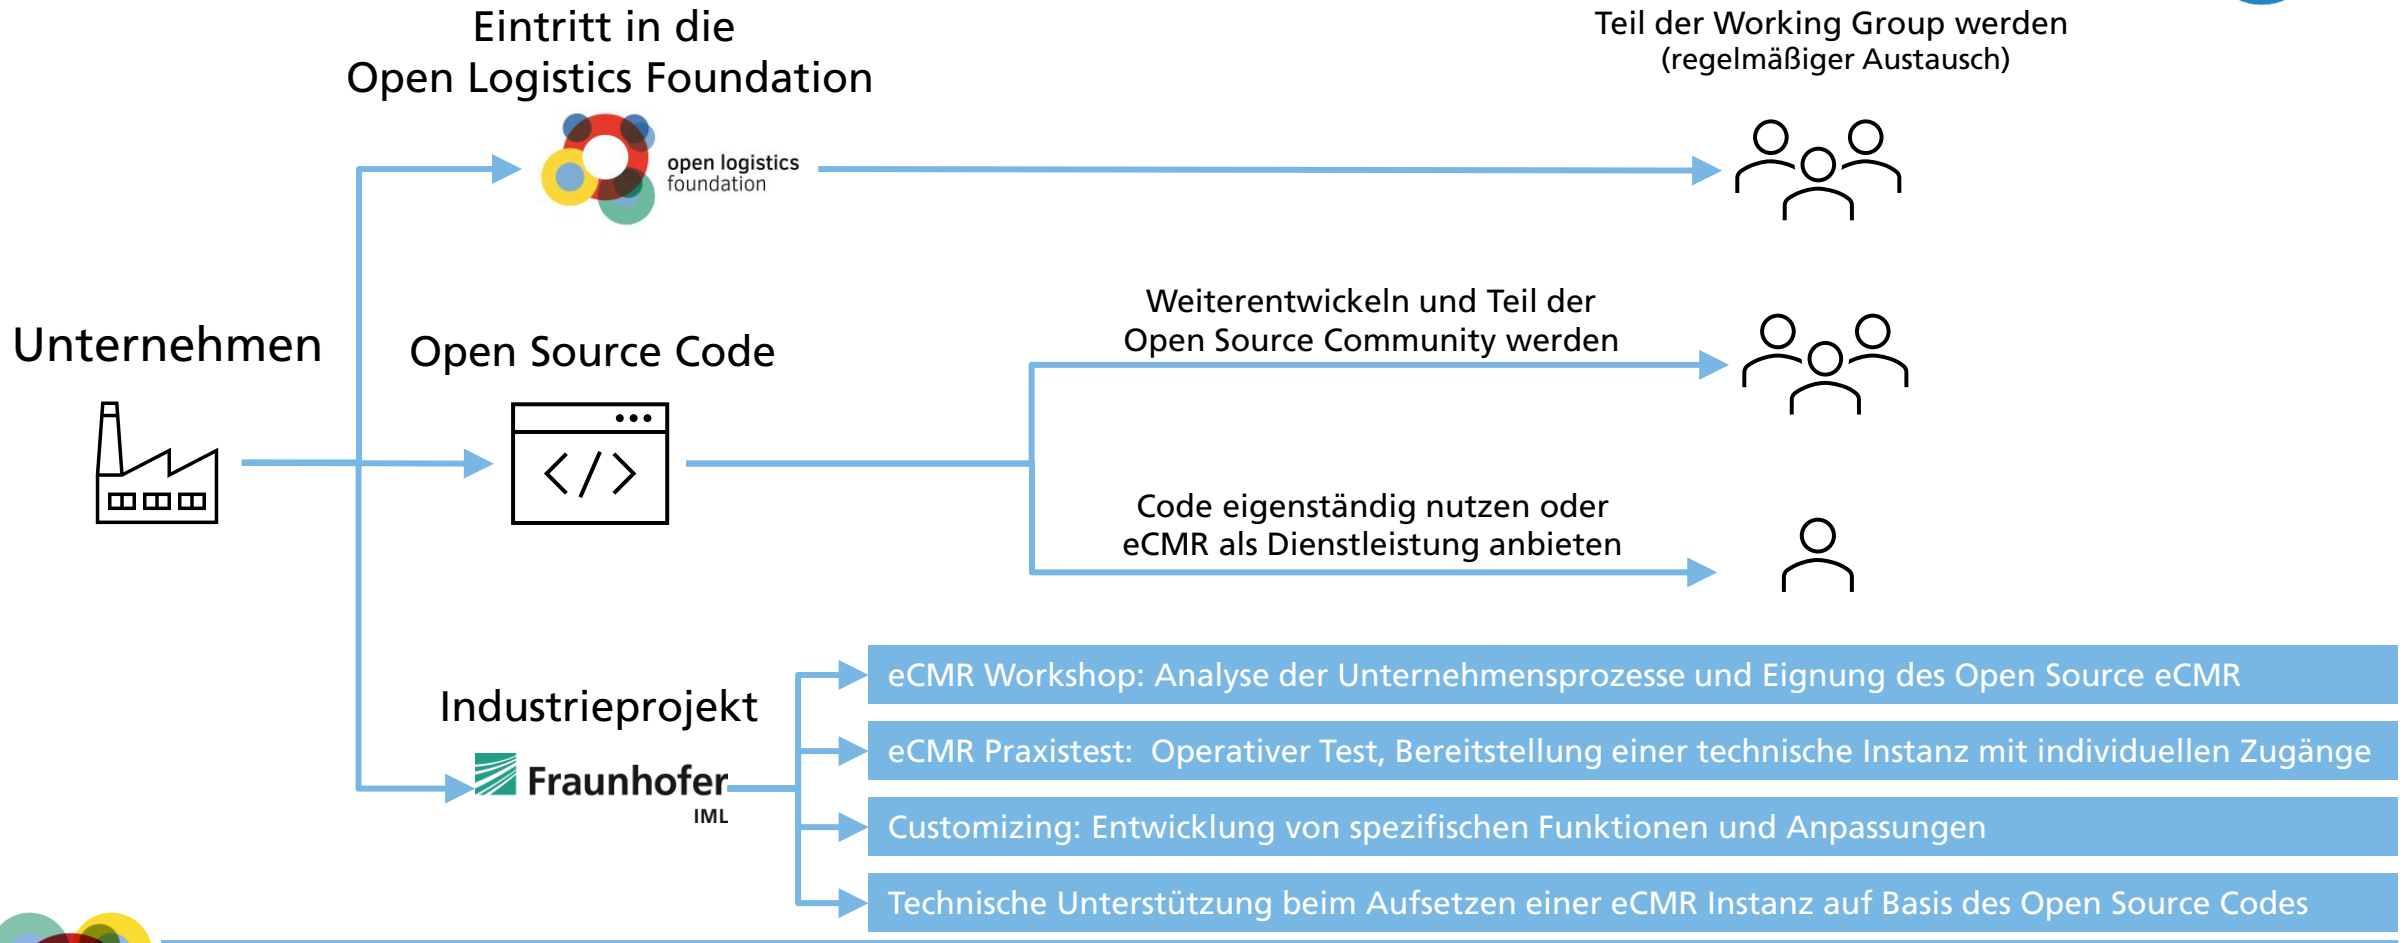 Eintritt in die
Open Logistics Foundation
open logistics
foundation
Teil der Working Group werden
(regelmäßiger Austausch)
Unternehmen
Open Source Code
</>
Weiterentwickeln und Teil der
Open Source Community werden
Code eigenständig nutzen oder
eCMR als Dienstleistung anbieten
Industrieprojekt
Fraunhofer
IML
eCMR Workshop: Analyse der Unternehmensprozesse und Eignung des Open Source eCMR
eCMR Praxistest:  Operativer Test, Bereitstellung einer technische Instanz mit individuellen Zugänge
Customizing: Entwicklung von spezifischen Funktionen und Anpassungen
Technische Unterstützung beim Aufsetzen einer eCMR Instanz auf Basis des Open Source Codes